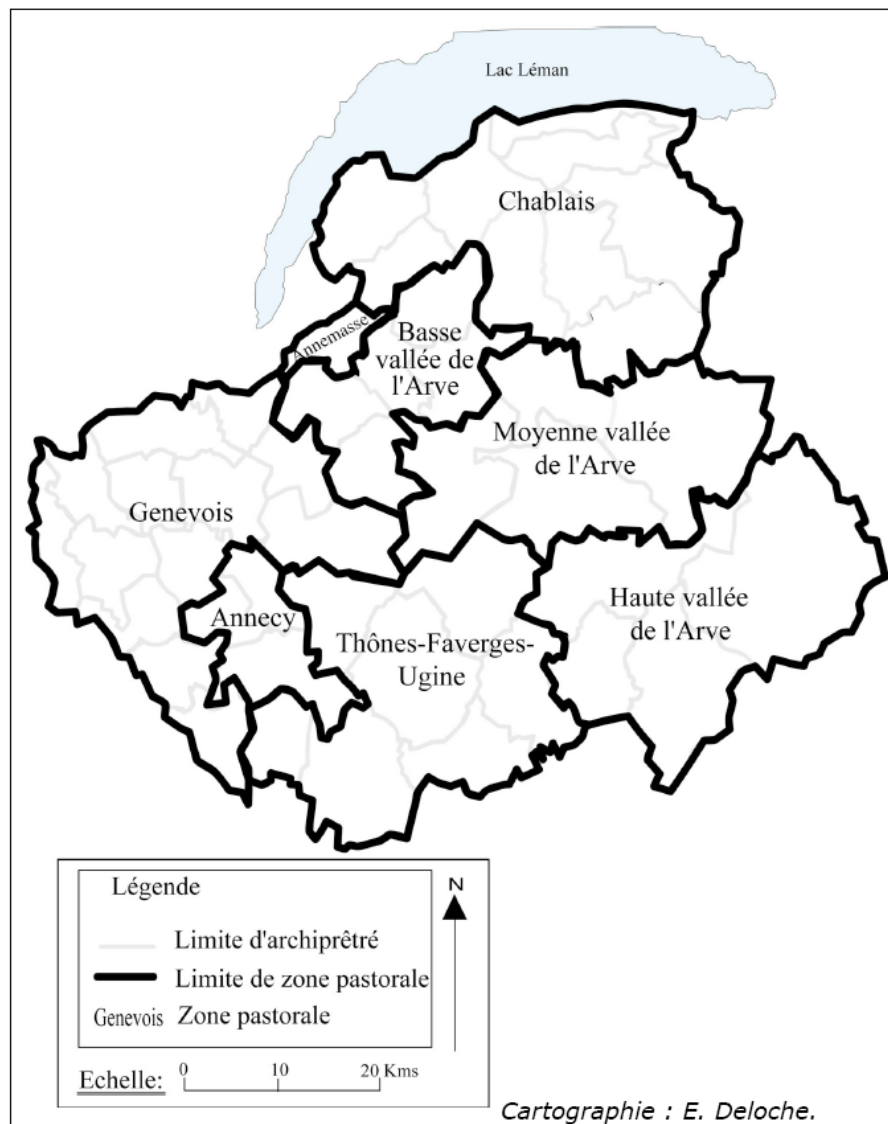 Lac Léman
Chablais
Annemasse
Basse
vallée de
l'Arve
Moyenne vallée
de l'Arve
Genevois
Annecy
Thônes-Faverges-
Ugine
Haute vallée
de l'Arve
Légende
N
Limite d'archiprêtré
Limite de zone pastorale
Genevois Zone pastorale
Echelle: 0 10 20 Kms
Cartographie : E. Deloche.